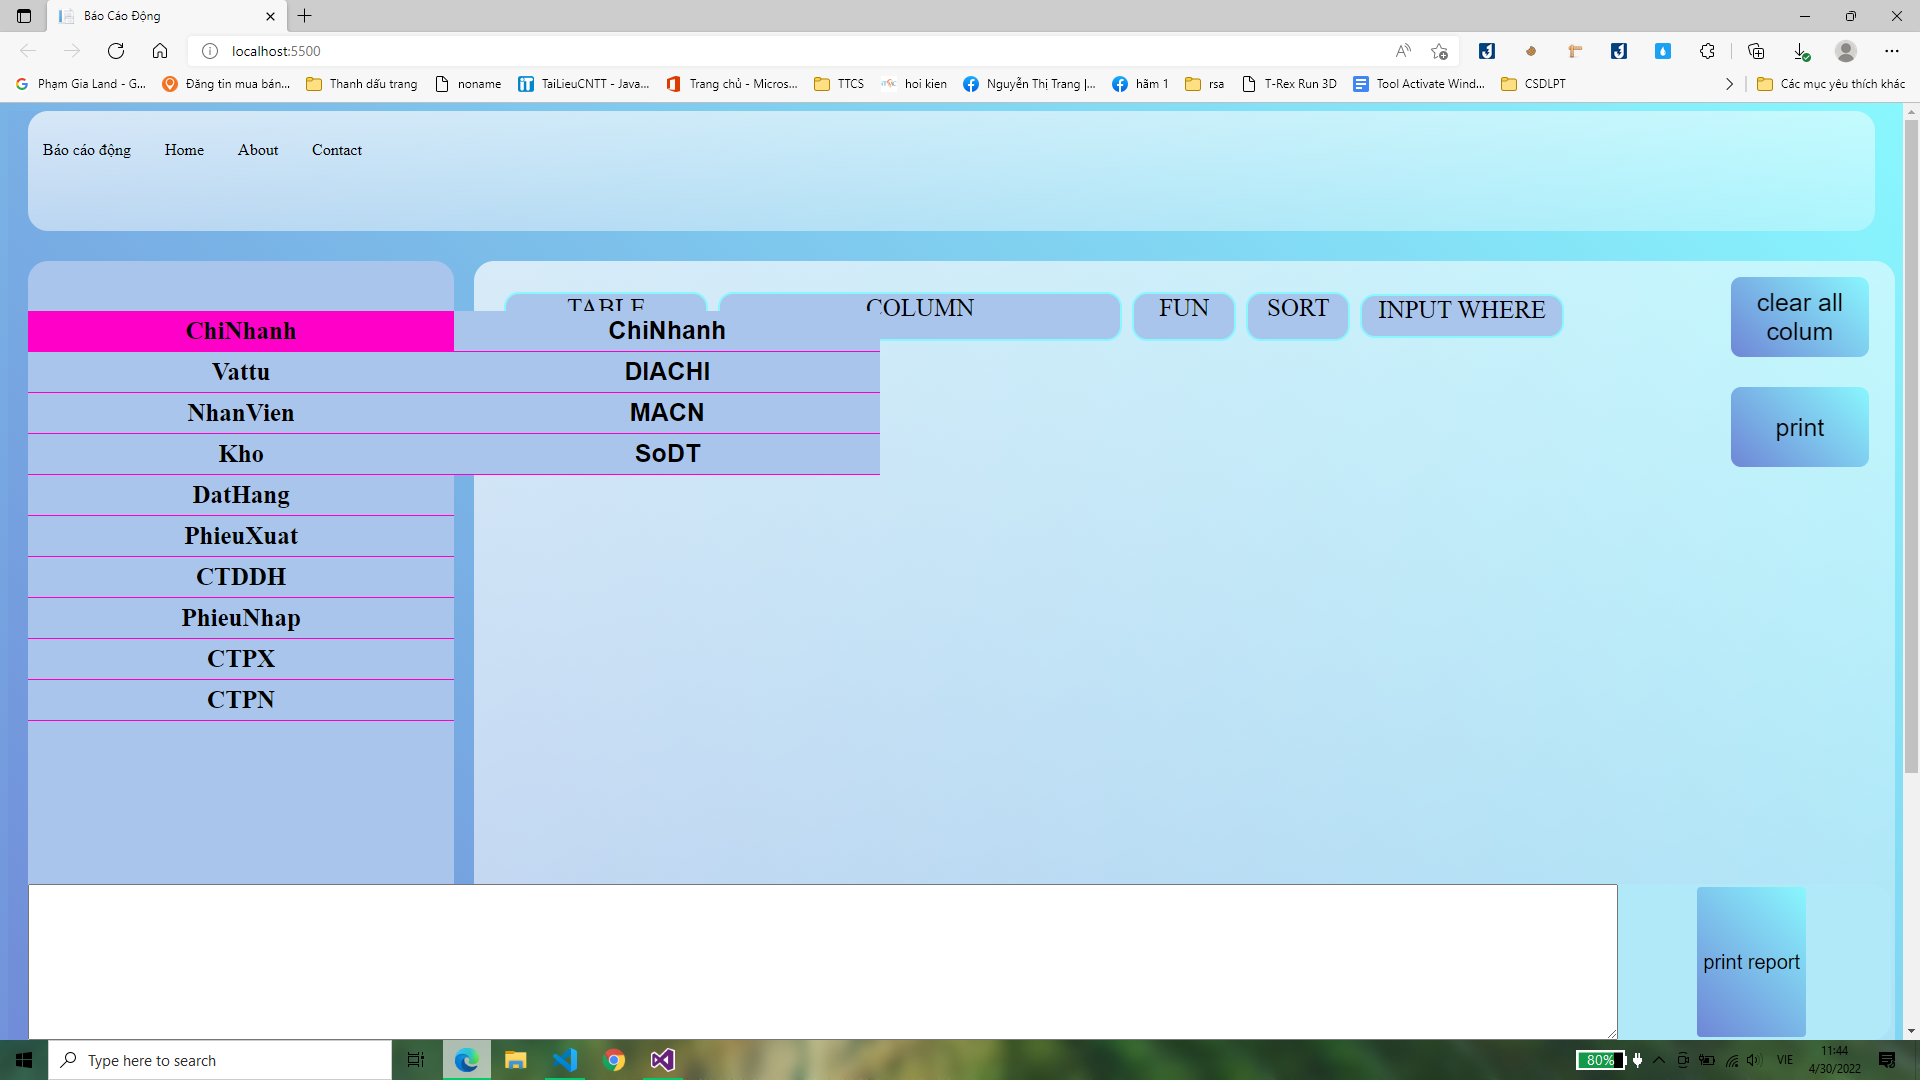 Báo Cáo Động
localhost:5500
Phạm Gia Land - G... Đăng tin mua bán... Thanh dấu trang noname TaiLieuCNTT - Java... Trang chủ - Micros... TTCS hoi kien Nguyễn Thị Trang |... hăm 1 rsa T-Rex Run 3D Tool Activate Wind... CSDLPT Các mục yêu thích khác
Báo cáo động Home About Contact
TABLE COLUMN FUN SORT INPUT WHERE
clear all
colum
print
ChiNhanh ChiNhanh
Vattu DIACHI
NhanVien MACN
Kho SoDT
DatHang
PhieuXuat
CTDDH
PhieuNhap
CTPX
CTPN
print report
Type here to search
80% VIE 11:44
4/30/2022